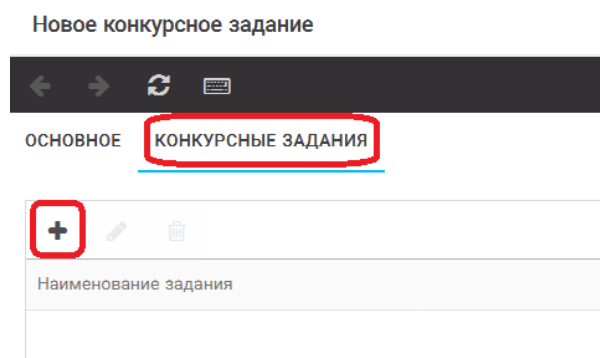 Новое конкурсное задание
ОСНОВНОЕ КОНКУРСНЫЕ ЗАДАНИЯ
Наименование задания